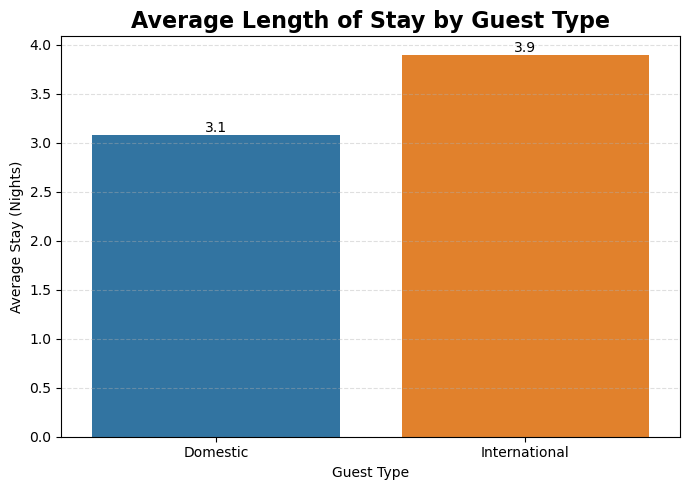 Average Length of Stay by Guest Type
4.0
3.5
3.0
2.5
2.0
1.5
1.0
0.5
0.0
Average Stay (Nights)
3.1
3.9
Domestic
International
Guest Type